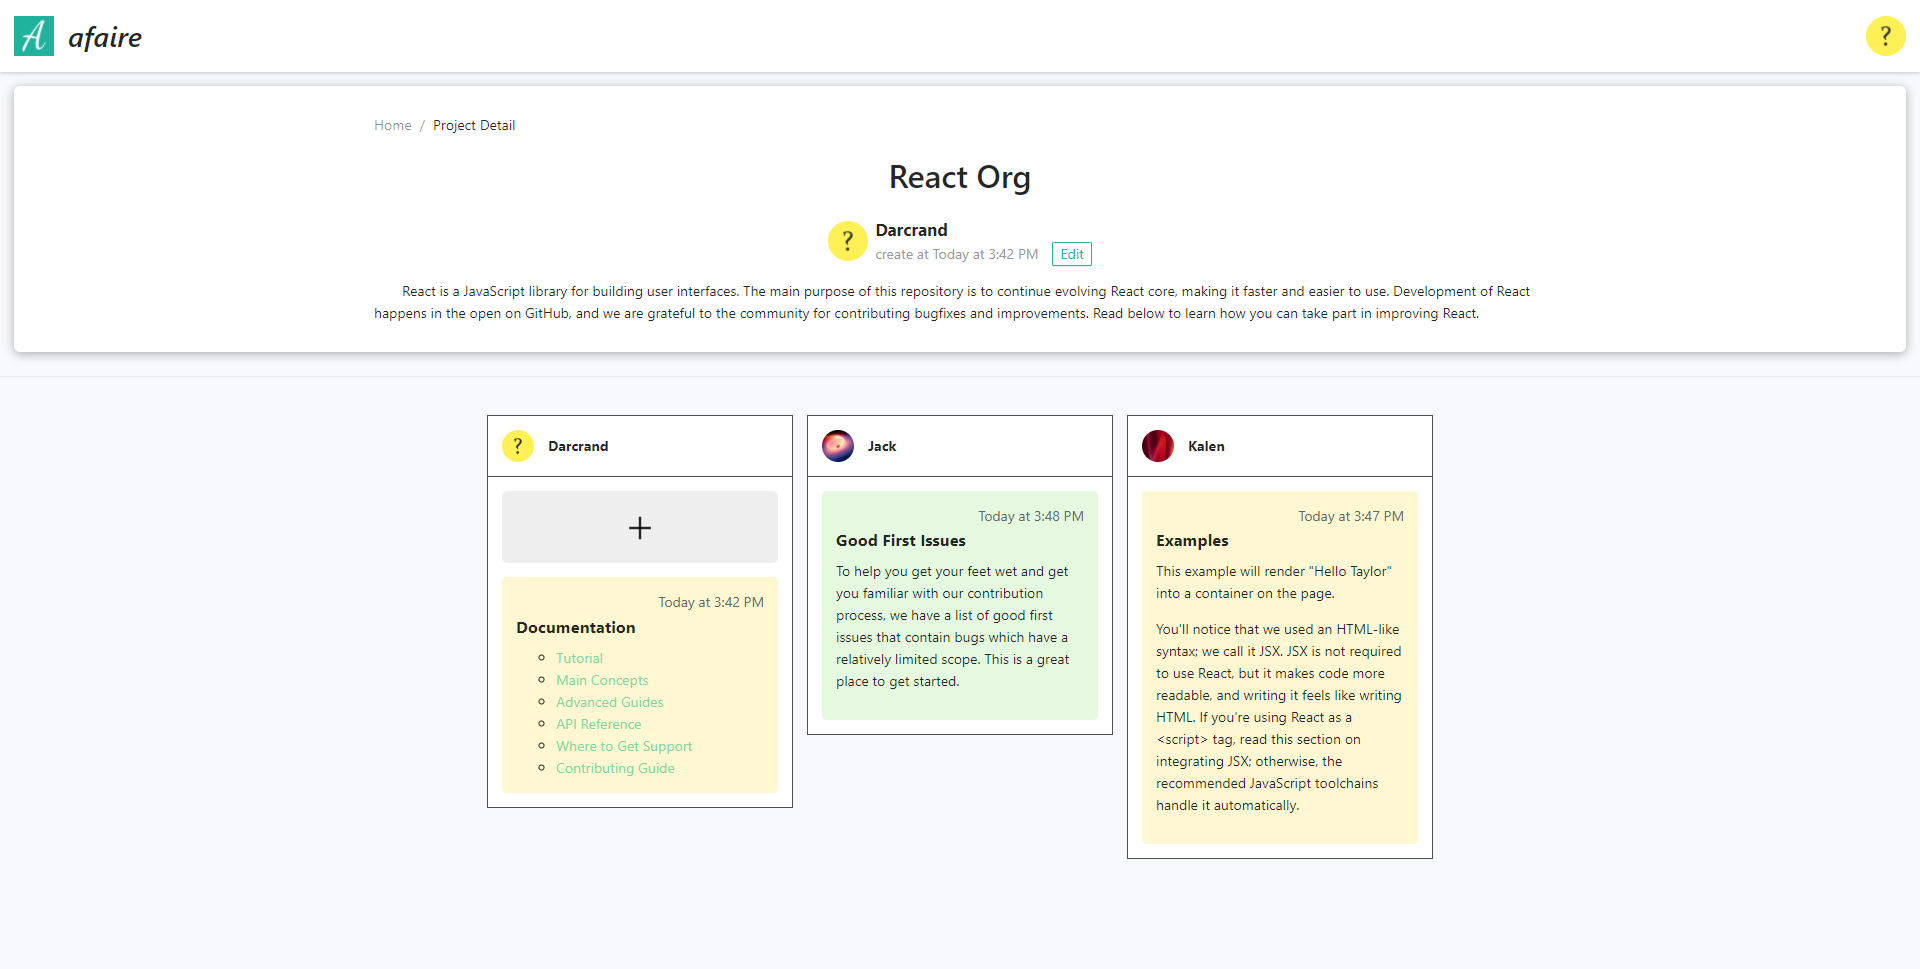 A afaire
?
Home / Project Detail
React Org
?
Darcrand
create at Today at 3:42 PM Edit
React is a JavaScript library for building user interfaces. The main purpose of this repository is to continue evolving React core, making it faster and easier to use. Development of React
happens in the open on GitHub, and we are grateful to the community for contributing bugfixes and improvements. Read below to learn how you can take part in improving React.
? Darcrand
+
Today at 3:42 PM
Documentation
Tutorial
Main Concepts
Advanced Guides
API Reference
Where to Get Support
Contributing Guide
Jack
Today at 3:48 PM
Good First Issues
To help you get your feet wet and get
you familiar with our contribution
process, we have a list of good first
issues that contain bugs which have a
relatively limited scope. This is a great
place to get started.
Kalen
Today at 3:47 PM
Examples
This example will render "Hello Taylor"
into a container on the page.
You'll notice that we used an HTML-like
syntax; we call it JSX. JSX is not required
to use React, but it makes code more
readable, and writing it feels like writing
HTML. If you're using React as a
<script> tag, read this section on
integrating JSX; otherwise, the
recommended JavaScript toolchains
handle it automatically.